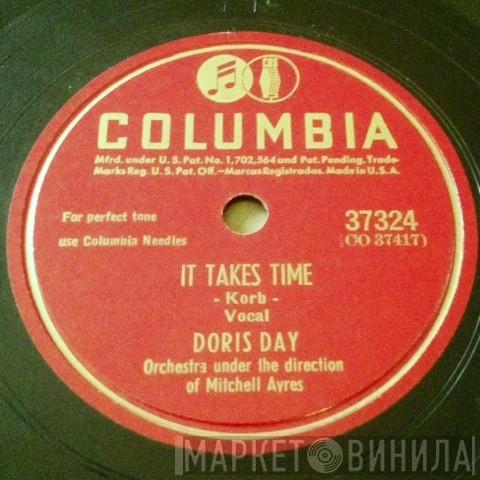 CBS
COLUMBIA
Mfrd. under U.S. Pat. No. 1,702,564 and Pat. Pending. Trade-
Marks Reg. U.S. Pat. Off.—Marcas Registradas. Made in U.S.A.
For perfect tone
use Columbia Needles
37324
(CO 37417)
IT TAKES TIME
- Korb -
Vocal
DORIS DAY
Orchestra under the direction
of Mitchell Ayres
МАРКЕТ ВИНИЛА